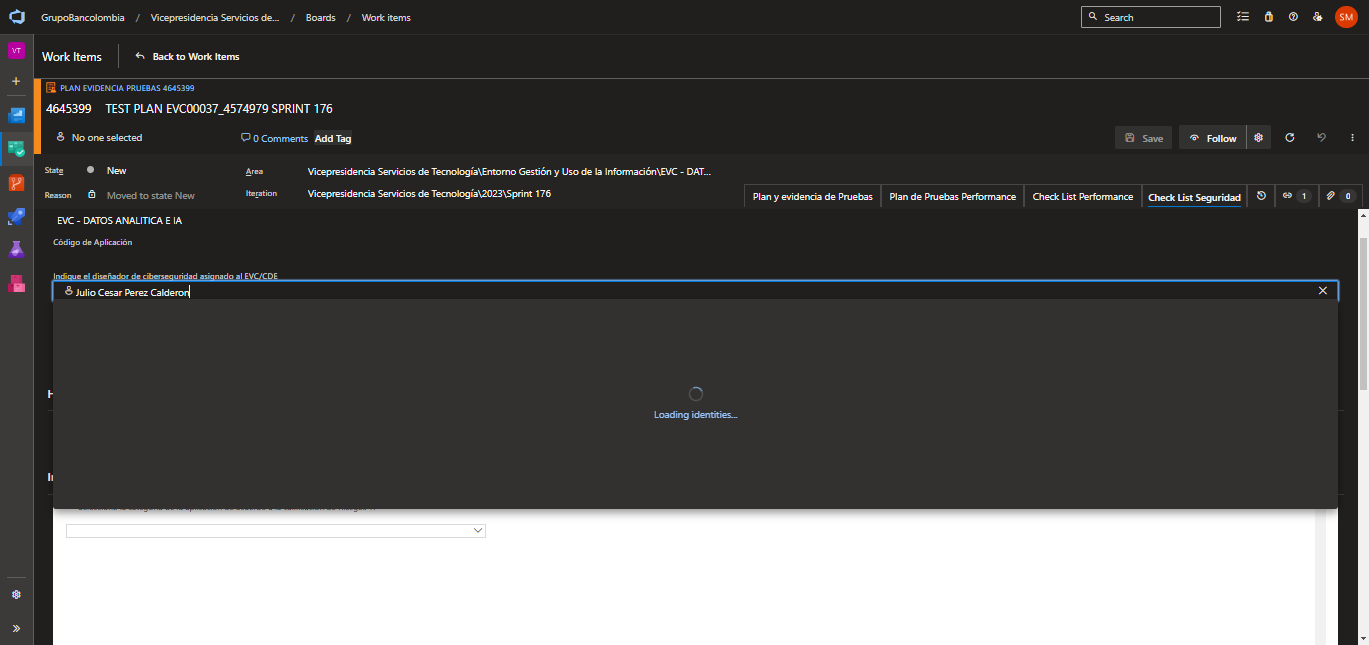 GrupoBancolombia / Vicepresidencia Servicios de... / Boards / Work items
Search
SM
VT
Work Items
Back to Work Items
PLAN EVIDENCIA PRUEBAS 4645399
4645399 TEST PLAN EVC00037_4574979 SPRINT 176
No one selected
0 Comments
Add Tag
Save
Follow
State New
Area Vicepresidencia Servicios de Tecnología\Entorno Gestión y Uso de la Información\EVC - DAT...
Reason Moved to state New
Iteration Vicepresidencia Servicios de Tecnología\2023\Sprint 176
Plan y evidencia de Pruebas
Plan de Pruebas Performance
Check List Performance
Check List Seguridad
1
0
EVC - DATOS ANALITICA E IA
Código de Aplicación
Indique el diseñador de ciberseguridad asignado al EVC/CDE
Julio Cesar Perez Calderon
Loading identities...